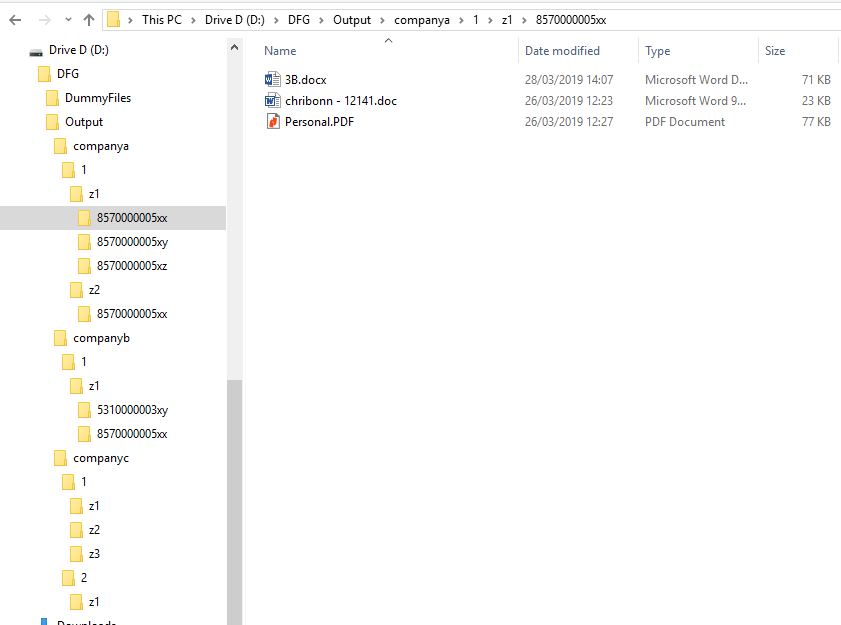 This PC > Drive D (D:) > DFG > Output > companya > 1 > z1 > 8570000005xx
Drive D (D:)
DFG
DummyFiles
Output
companya
1
z1
8570000005xx
8570000005xy
8570000005xz
z2
8570000005xx
companyb
1
z1
5310000003xy
8570000005xx
companyc
1
z1
z2
z3
2
z1
Downloads
Name Date modified Type Size
3B.docx 28/03/2019 14:07 Microsoft Word D... 71 KB
chribonn - 12141.doc 26/03/2019 12:23 Microsoft Word 9... 23 KB
Personal.PDF 26/03/2019 12:27 PDF Document 77 KB